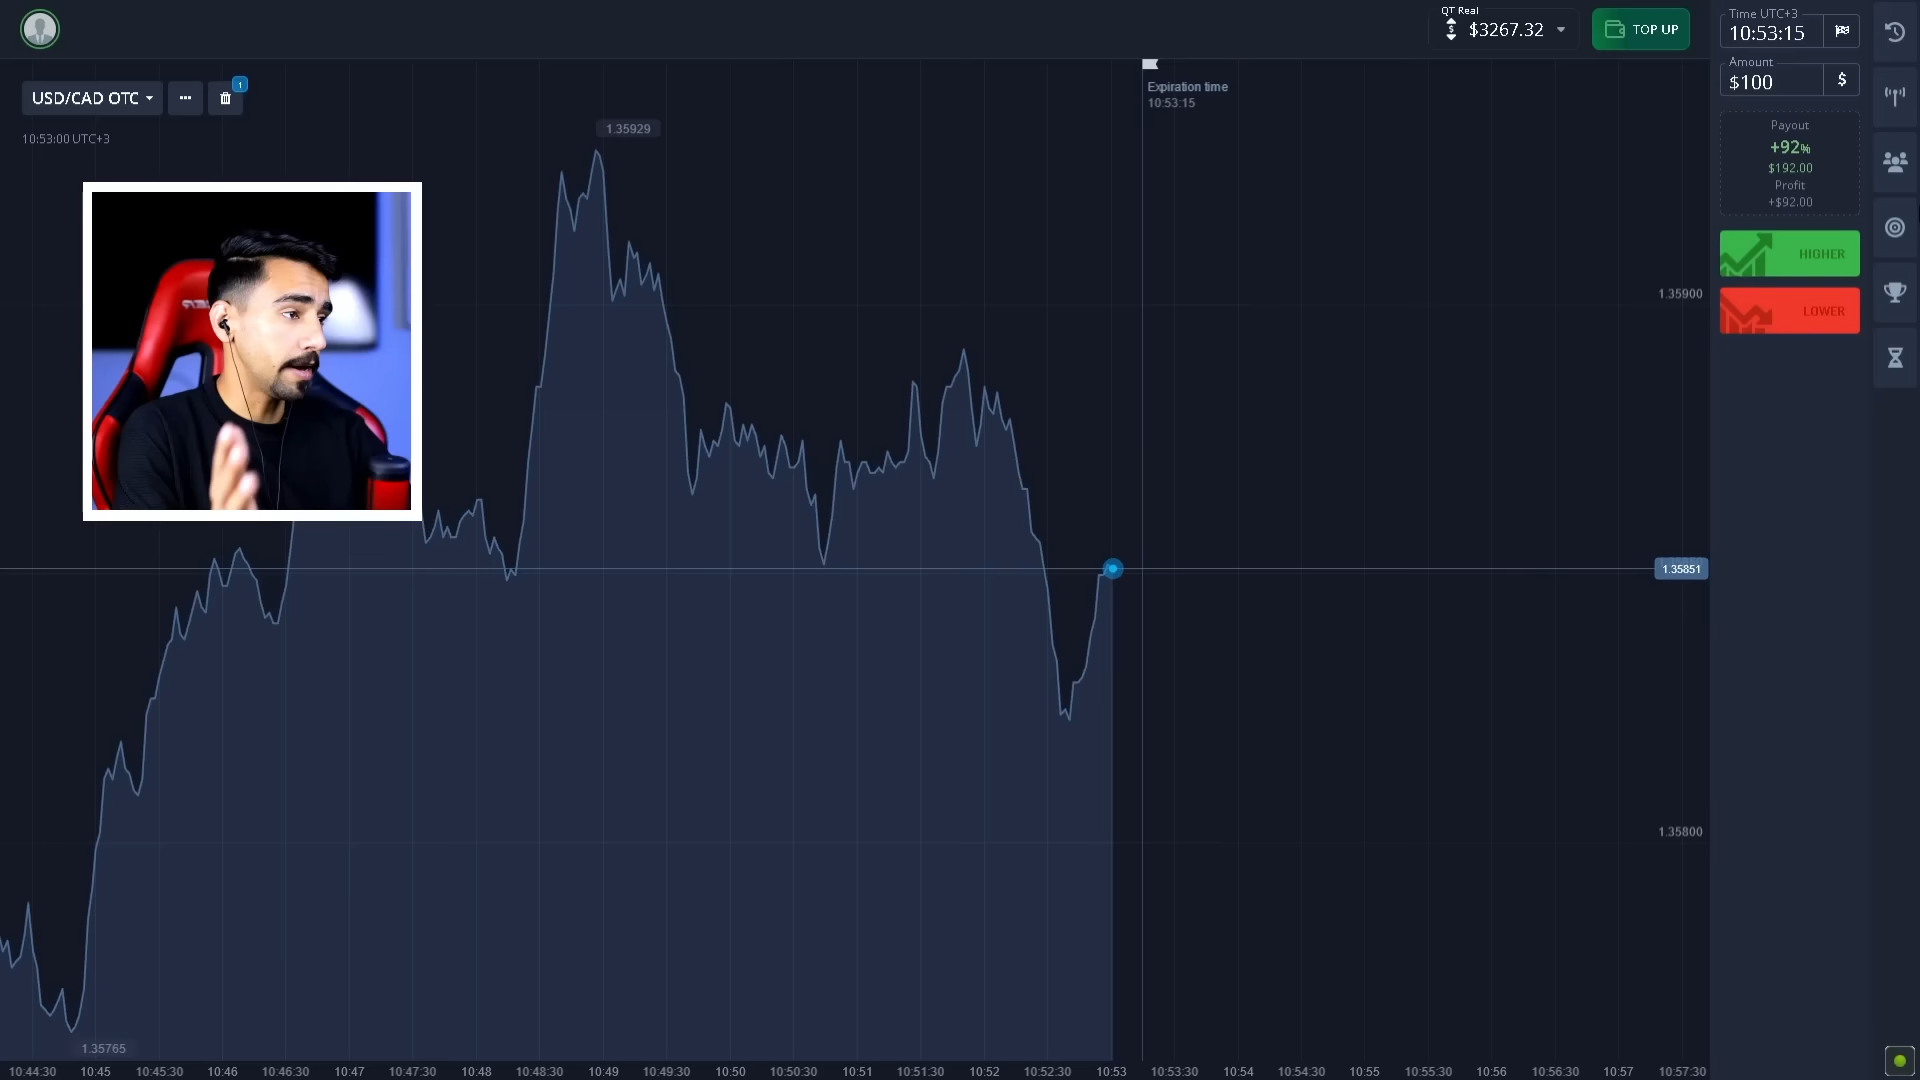 QT Real
$3267.32
TOP UP
Time UTC+3
10:53:15
Amount
$100
$
Payout
+92%
$192.00
Profit
+$92.00
HIGHER
LOWER
USD/CAD OTC
1
10:53:00 UTC+3
Expiration time
10:53:15
1.35929
1.35900
1.35851
1.35800
1.35765
10:44:30 10:45 10:45:30 10:46 10:46:30 10:47 10:47:30 10:48 10:48:30 10:49 10:49:30 10:50 10:50:30 10:51 10:51:30 10:52 10:52:30 10:53 10:53:30 10:54 10:54:30 10:55 10:55:30 10:56 10:56:30 10:57 10:57:30